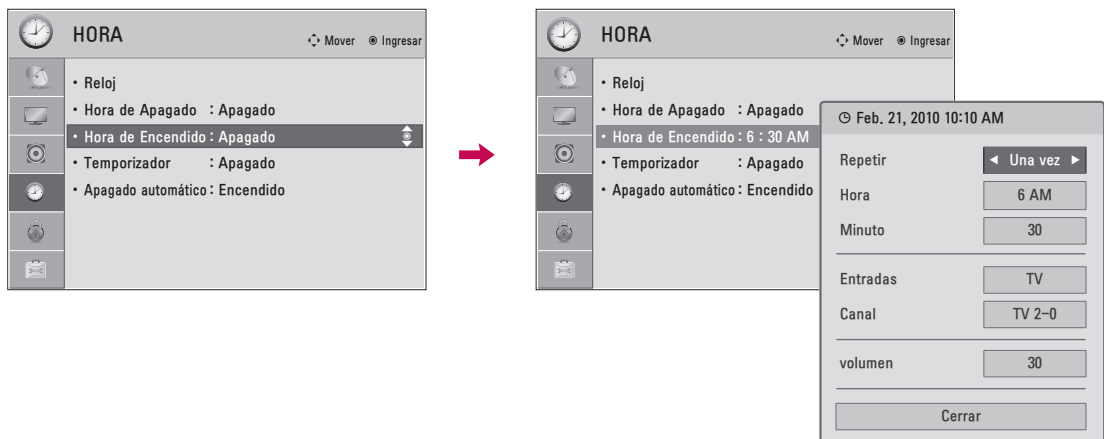 HORA
Mover Ingresar
• Reloj
• Hora de Apagado : Apagado
• Hora de Encendido : Apagado
• Temporizador : Apagado
• Apagado automático : Encendido
HORA
Mover Ingresar
• Reloj
• Hora de Apagado : Apagado
• Hora de Encendido : 6 : 30 AM
• Temporizador : Apagado
• Apagado automático : Encendido
Feb. 21, 2010 10:10 AM
Repetir ◄ Una vez ►
Hora 6 AM
Minuto 30
Entradas TV
Canal TV 2-0
volumen 30
Cerrar